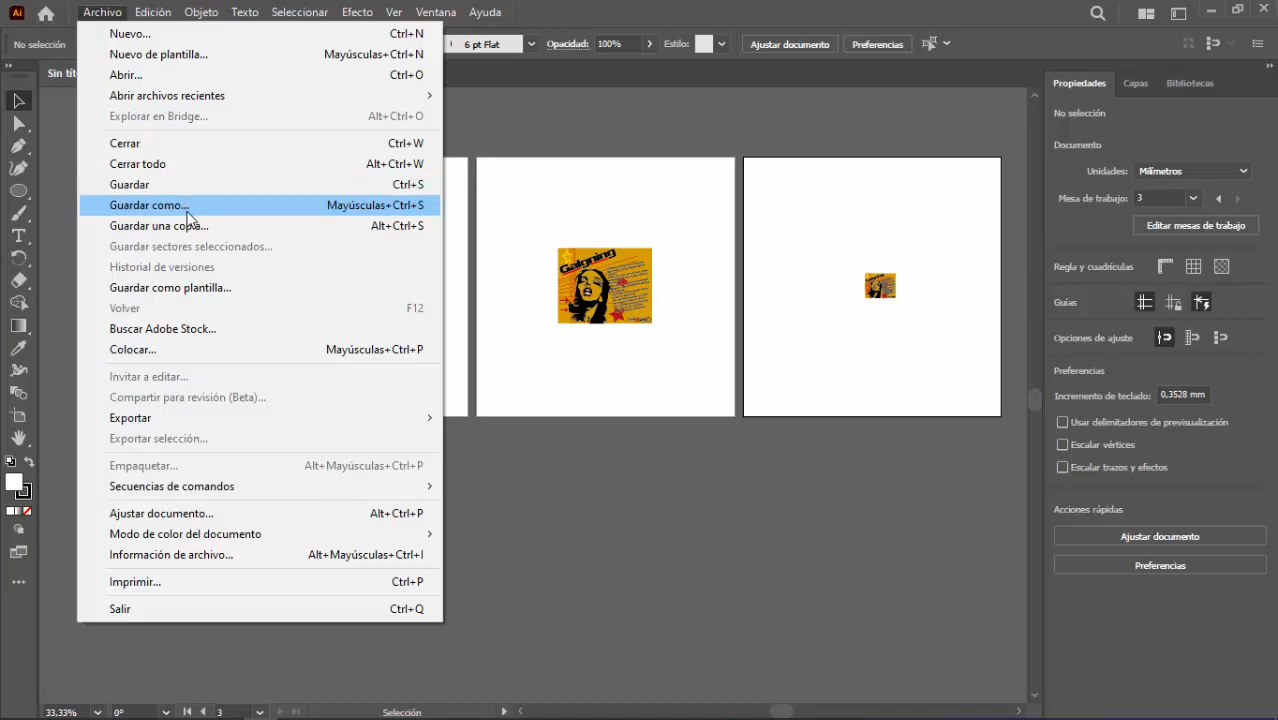 Ai Archivo Edición Objeto Texto Seleccionar Efecto Ver Ventana Ayuda
No selección 6 pt Flat Opacidad: 100% Estilo: Ajustar documento Preferencias
Sin tít
Nuevo... Ctrl+N
Nuevo de plantilla... Mayúsculas+Ctrl+N
Abrir... Ctrl+O
Abrir archivos recientes
Explorar en Bridge... Alt+Ctrl+O
Cerrar Ctrl+W
Cerrar todo Alt+Ctrl+W
Guardar Ctrl+S
Guardar como... Mayúsculas+Ctrl+S
Guardar una copia... Alt+Ctrl+S
Guardar sectores seleccionados...
Historial de versiones
Guardar como plantilla...
Volver F12
Buscar Adobe Stock...
Colocar... Mayúsculas+Ctrl+P
Invitar a editar...
Compartir para revisión (Beta)...
Exportar
Exportar selección...
Empaquetar... Alt+Mayúsculas+Ctrl+P
Secuencias de comandos
Ajustar documento... Alt+Ctrl+P
Modo de color del documento
Información de archivo... Alt+Mayúsculas+Ctrl+I
Imprimir... Ctrl+P
Salir Ctrl+Q
Galgning
Propiedades Capas Bibliotecas
No selección
Documento
Unidades: Milímetros
Mesa de trabajo: 3
Editar mesas de trabajo
Regla y cuadrículas
Guías
Opciones de ajuste
Preferencias
Incremento de teclado: 0,3528 mm
Usar delimitadores de previsualización
Escalar vértices
Escalar trazos y efectos
Acciones rápidas
Ajustar documento
Preferencias
33,33% 0° 3 Selección